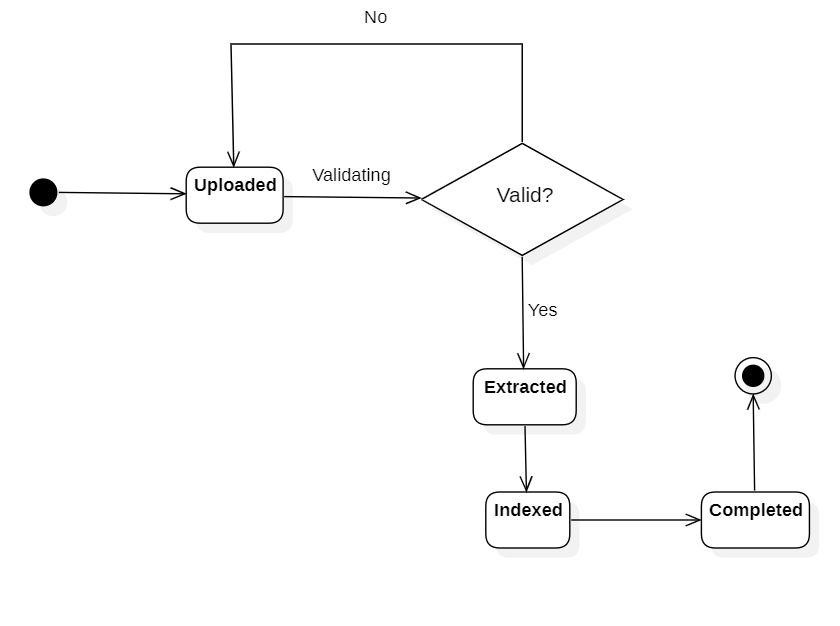 No
Uploaded
Validating
Valid?
Yes
Extracted
Indexed
Completed